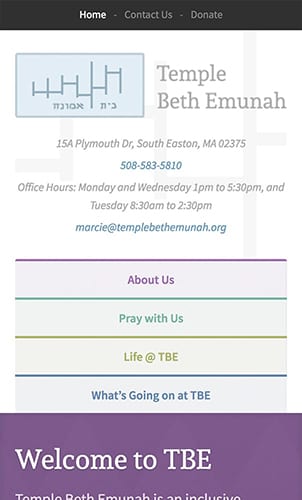 Home - Contact Us - Donate
בית אמונה
Temple
Beth Emunah
15A Plymouth Dr, South Easton, MA 02375
508-583-5810
Office Hours: Monday and Wednesday 1pm to 5:30pm, and
Tuesday 8:30am to 2:30pm
marcie@templebethemunah.org
About Us
Pray with Us
Life @ TBE
What's Going on at TBE
Welcome to TBE
Temple Beth Emunah is an inclusive